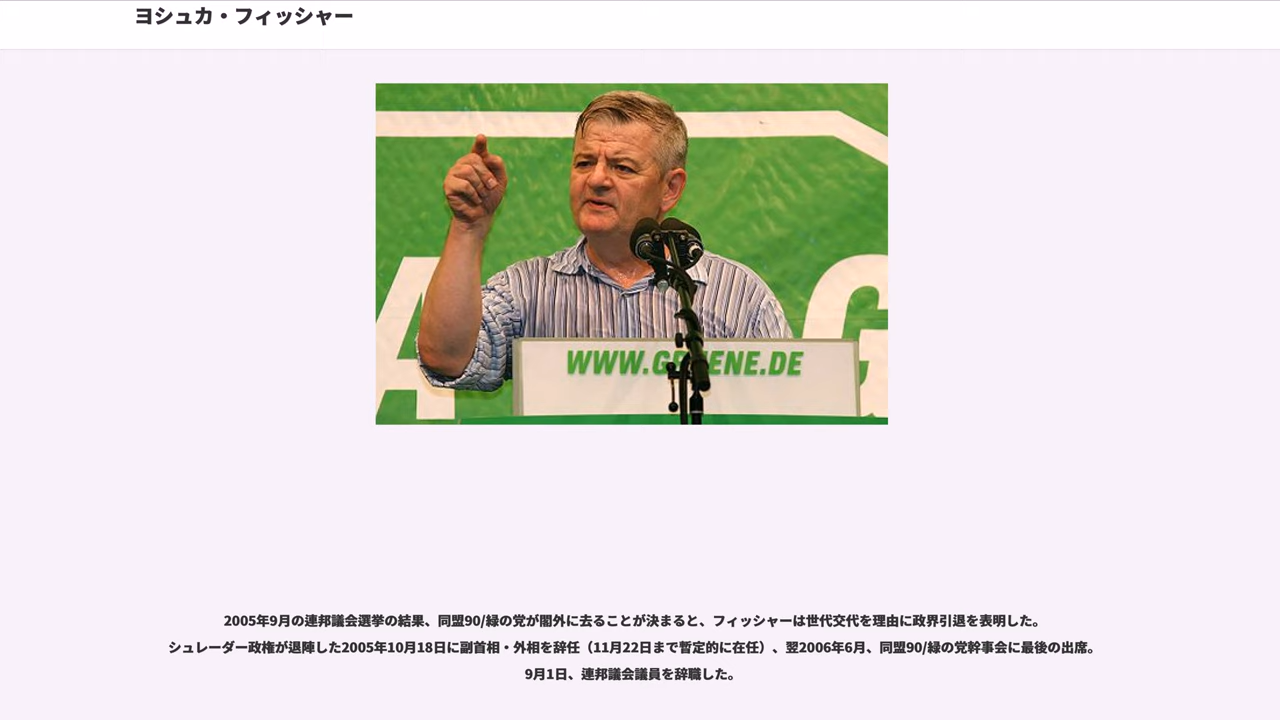 ヨシュカ・フィッシャー
WWW.GRUENE.DE
2005年9月の連邦議会選挙の結果、同盟90/緑の党が閣外に去ることが決まると、フィッシャーは世代交代を理由に政界引退を表明した。
シュレーダー政権が退陣した2005年10月18日に副首相・外相を辞任（11月22日まで暫定的に在任）、翌2006年6月、同盟90/緑の党幹事会に最後の出席。
9月1日、連邦議会議員を辞職した。